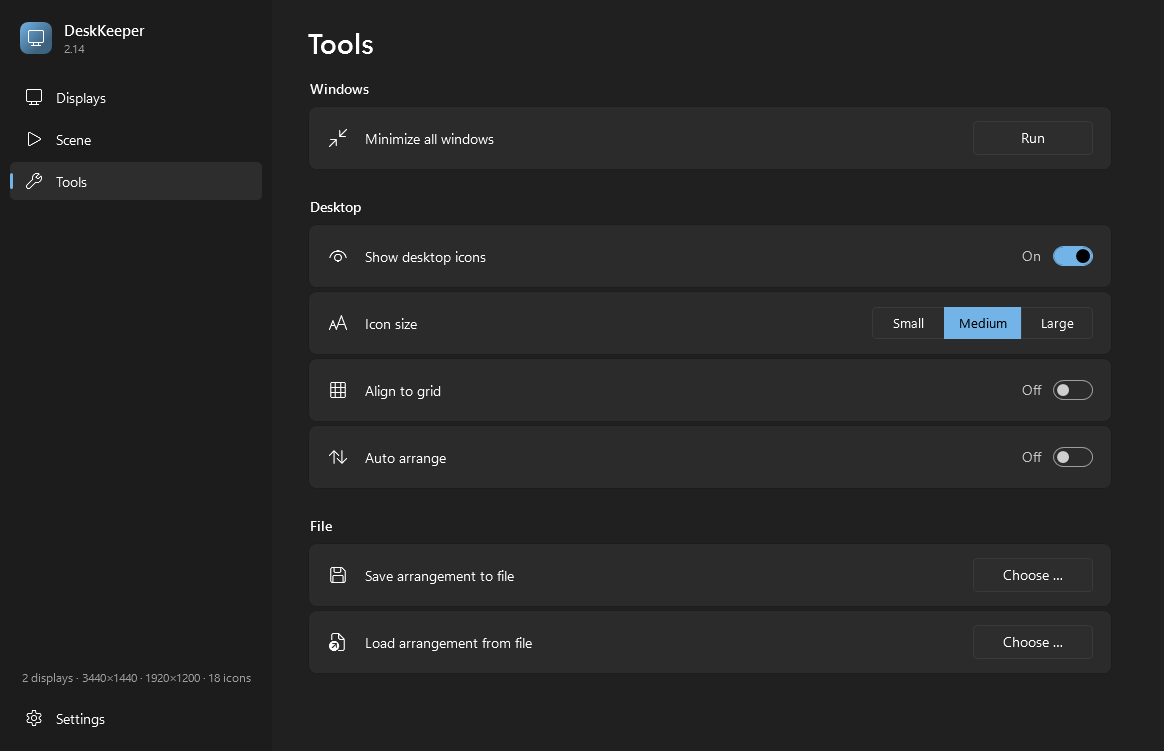 DeskKeeper
2.14
Displays
Scene
Tools
2 displays · 3440×1440 · 1920×1200 · 18 icons
Settings
Tools
Windows
Minimize all windows
Run
Desktop
Show desktop icons
On
Icon size
Small
Medium
Large
Align to grid
Off
Auto arrange
Off
File
Save arrangement to file
Choose ...
Load arrangement from file
Choose ...